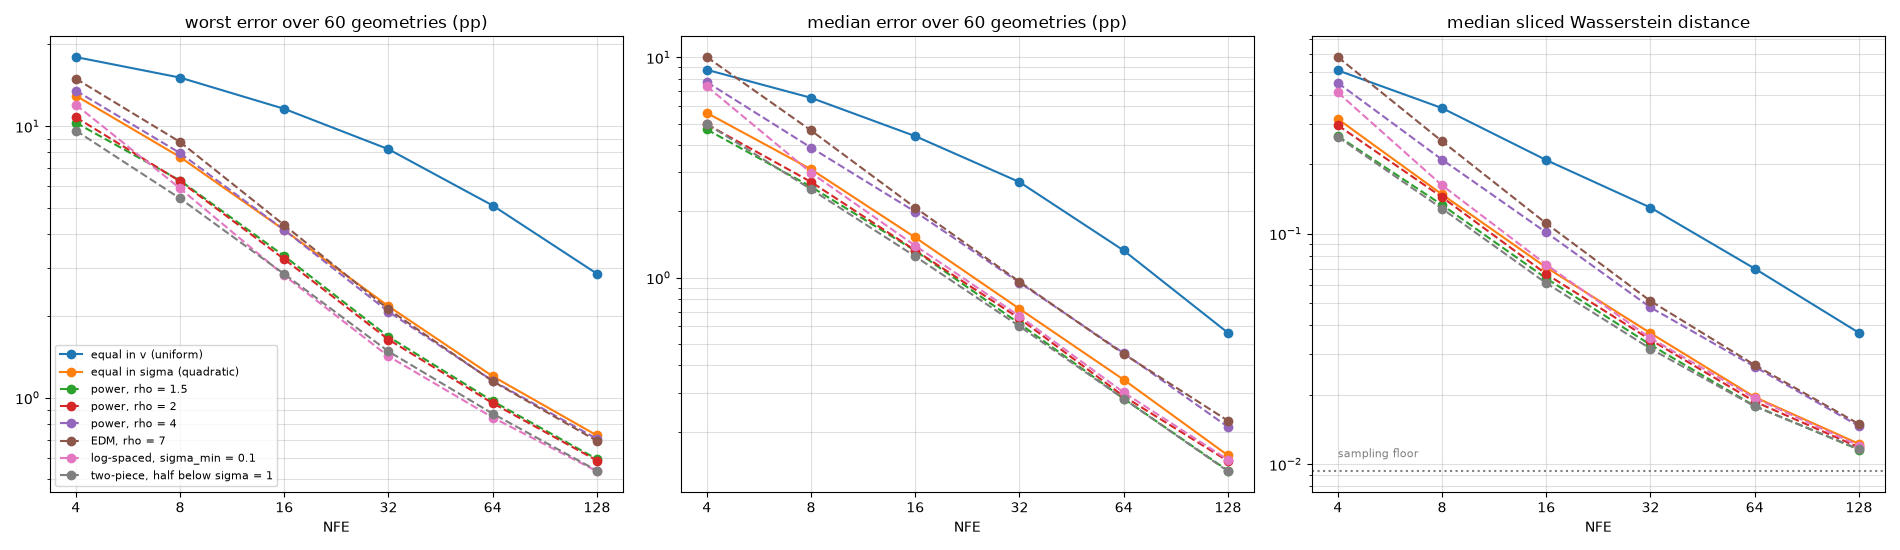 worst error over 60 geometries (pp)
10¹
10⁰
4 8 16 32 64 128
NFE
equal in v (uniform)
equal in sigma (quadratic)
power, rho = 1.5
power, rho = 2
power, rho = 4
EDM, rho = 7
log-spaced, sigma_min = 0.1
two-piece, half below sigma = 1
median error over 60 geometries (pp)
10¹
10⁰
4 8 16 32 64 128
NFE
median sliced Wasserstein distance
10⁻¹
10⁻²
sampling floor
4 8 16 32 64 128
NFE